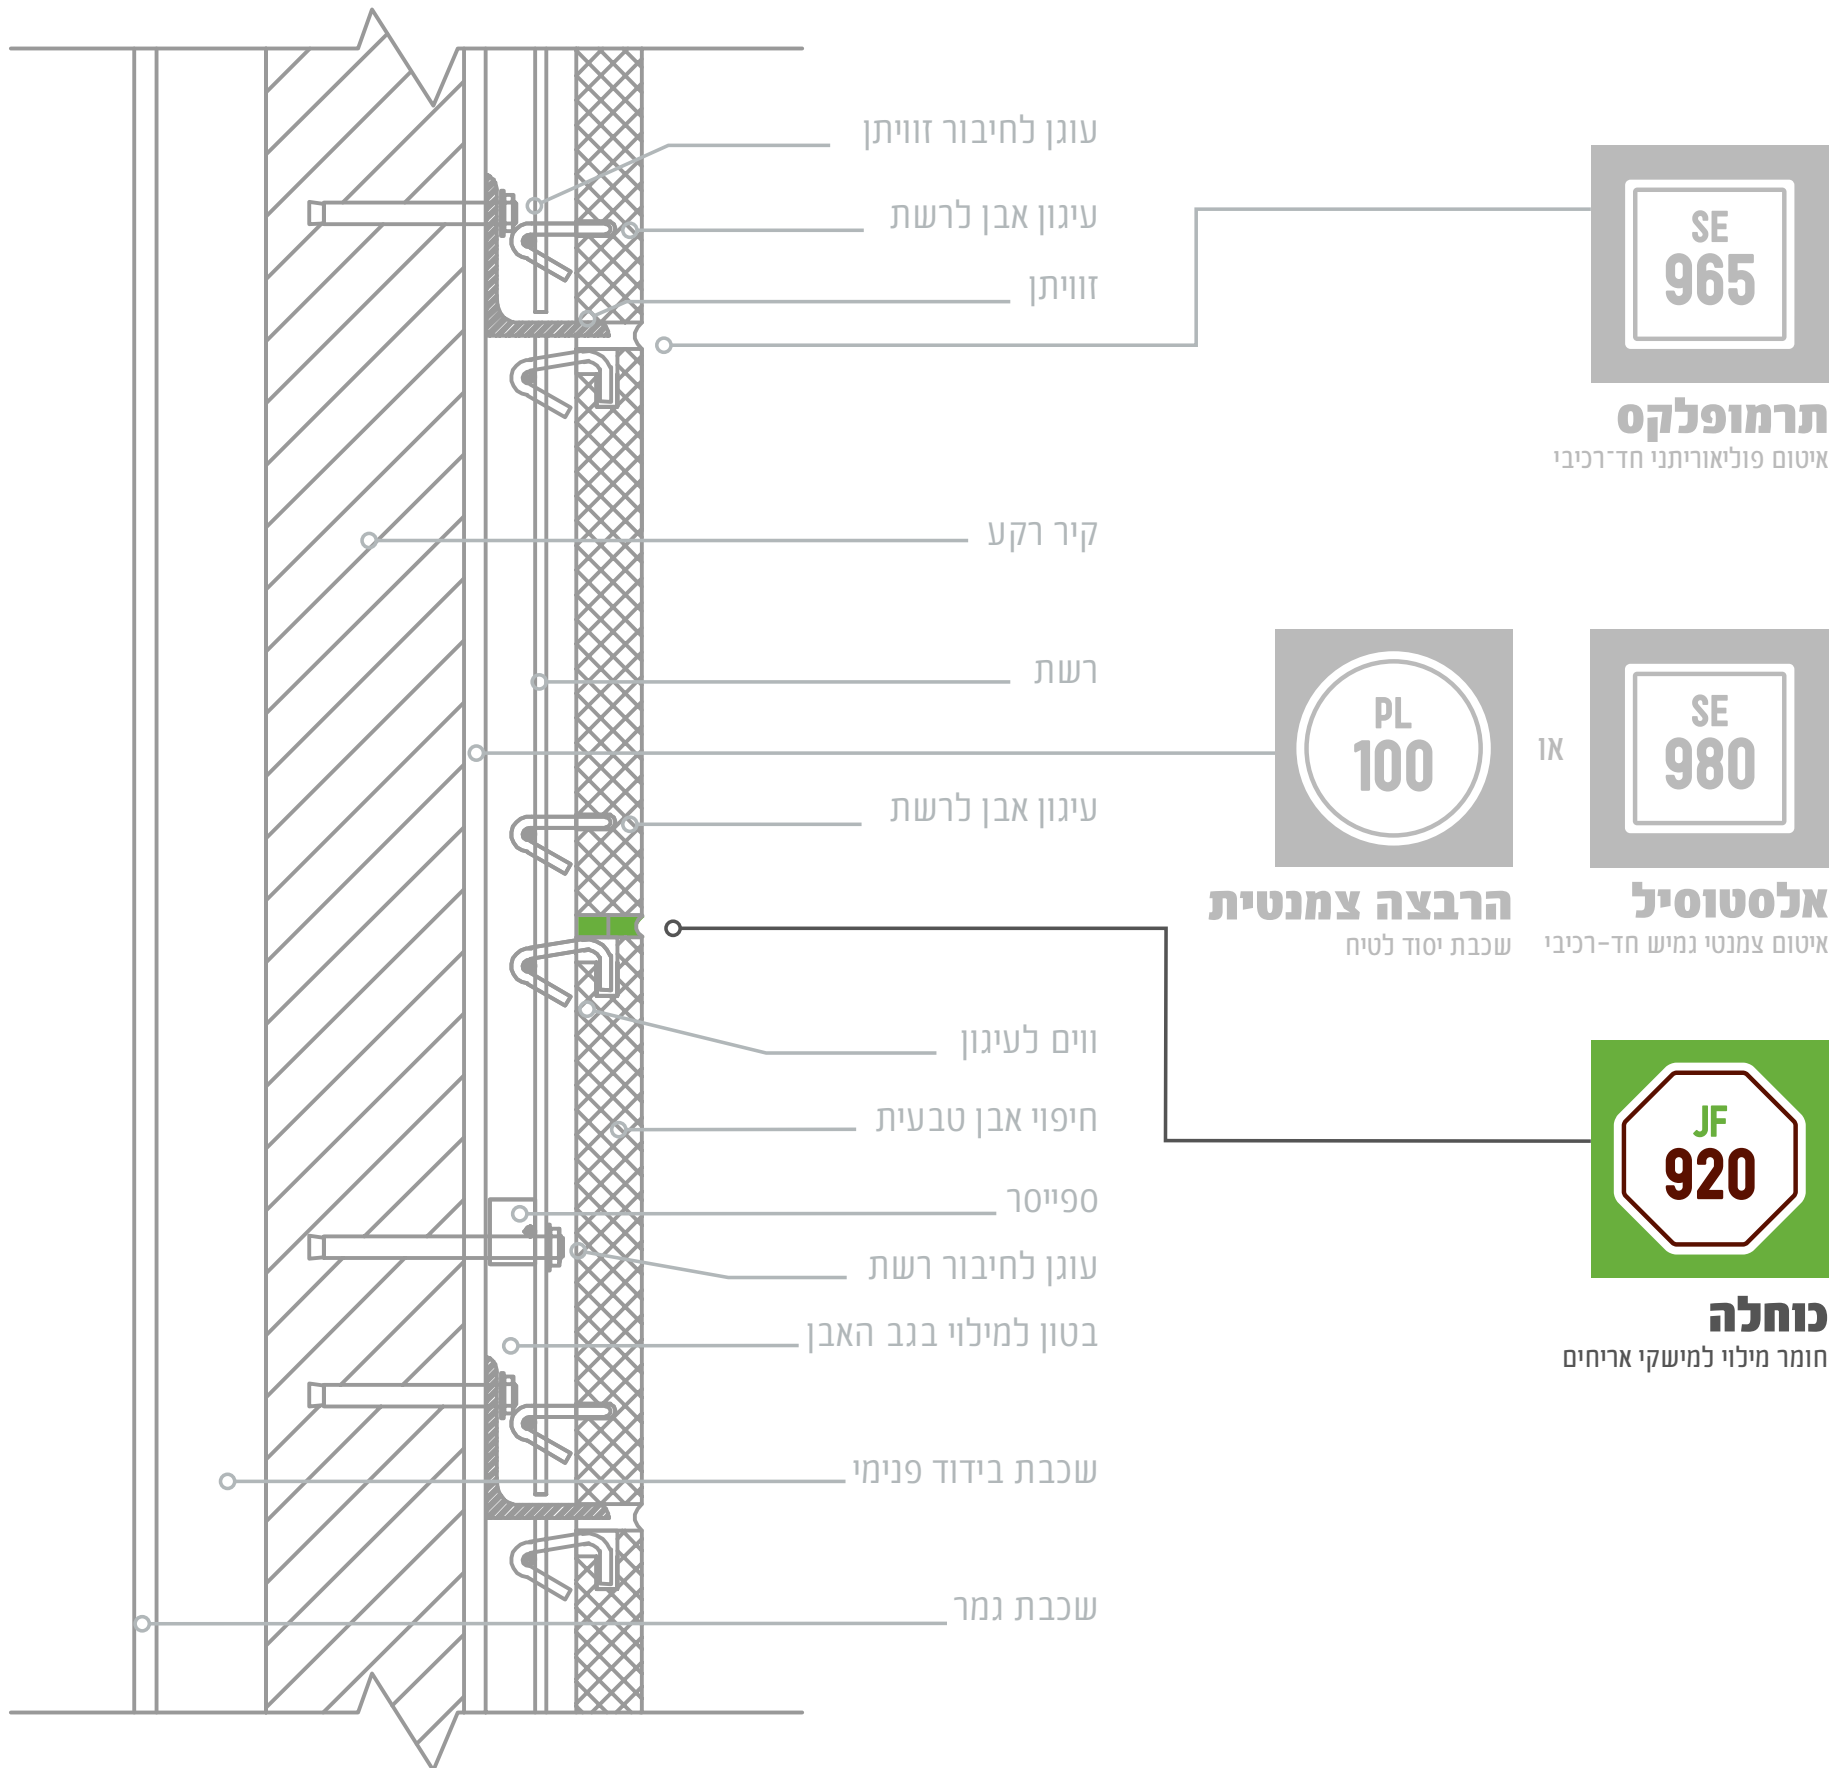 עוגן לחיבור זוויתן
עיגון אבן לרשת
זוויתן
SE
965
תרמופלקס
איטום פוליאוריתני חד־רכיבי
קיר רקע
רשת
PL
100
או
SE
980
עיגון אבן לרשת
הרבצה צמנטית
שכבת יסוד לטיח
אלסטוסיל
איטום צמנטי גמיש חד-רכיבי
ווים לעיגון
חיפוי אבן טבעית
JF
920
ספייסר
עוגן לחיבור רשת
בטון למילוי בגב האבן
כוחלה
חומר מילוי למישקי אריחים
שכבת בידוד פנימי
שכבת גמר